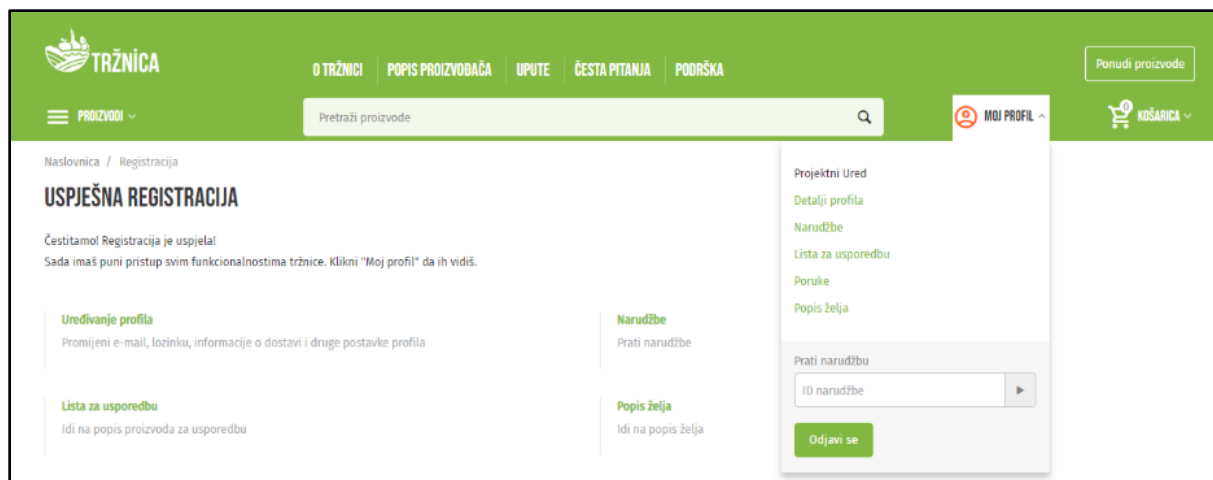 TRŽNICA
O TRŽNICI POPIS PROIZVOĐAČA UPUTE ČESTA PITANJA PODRŠKA
Ponudi proizvode
PROIZVODI
Pretraži proizvode
MOJ PROFIL
0
KOŠARICA
Naslovnica / Registracija
USPJEŠNA REGISTRACIJA
Čestitamo! Registracija je uspjela!
Sada imaš puni pristup svim funkcionalnostima tržnice. Klikni "Moj profil" da ih vidiš.
Uređivanje profila
Promijeni e-mail, lozinku, informacije o dostavi i druge postavke profila
Narudžbe
Prati narudžbe
Lista za usporedbu
Idi na popis proizvoda za usporedbu
Popis želja
Idi na popis želja
Projektni Ured
Detalji profila
Narudžbe
Lista za usporedbu
Poruke
Popis želja
Prati narudžbu
ID narudžbe
Odjavi se